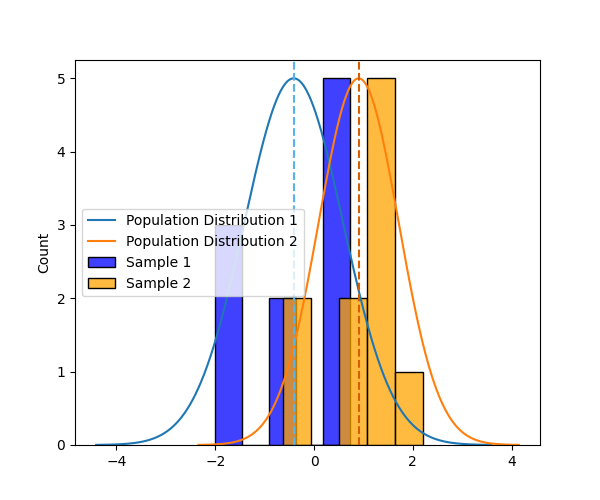 5
4
3
2
1
0
Count
Population Distribution 1
Population Distribution 2
Sample 1
Sample 2
−4
−2
0
2
4